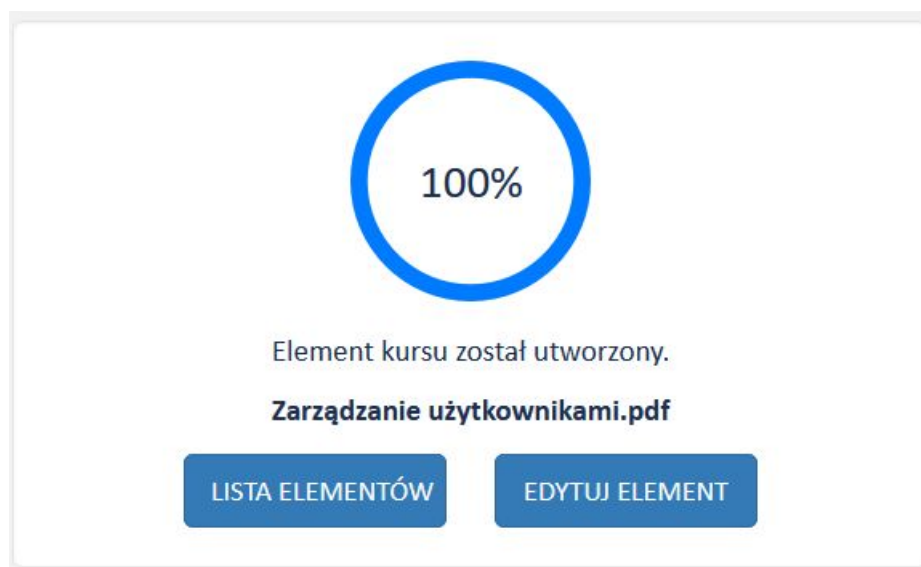 100%
Element kursu został utworzony.
Zarządzanie użytkownikami.pdf
LISTA ELEMENTÓW
EDYTUJ ELEMENT